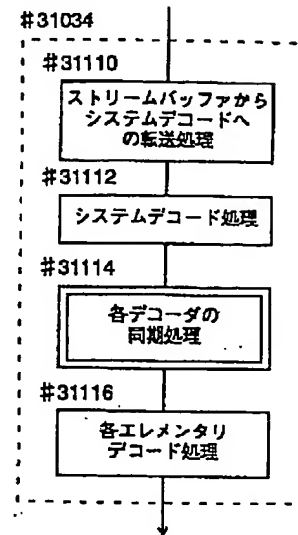 #31034
#31110
ストリームバッファから
システムデコードへ
の転送処理
#31112
システムデコード処理
#31114
各デコーダの
同期処理
#31116
各エレメンタリ
デコード処理